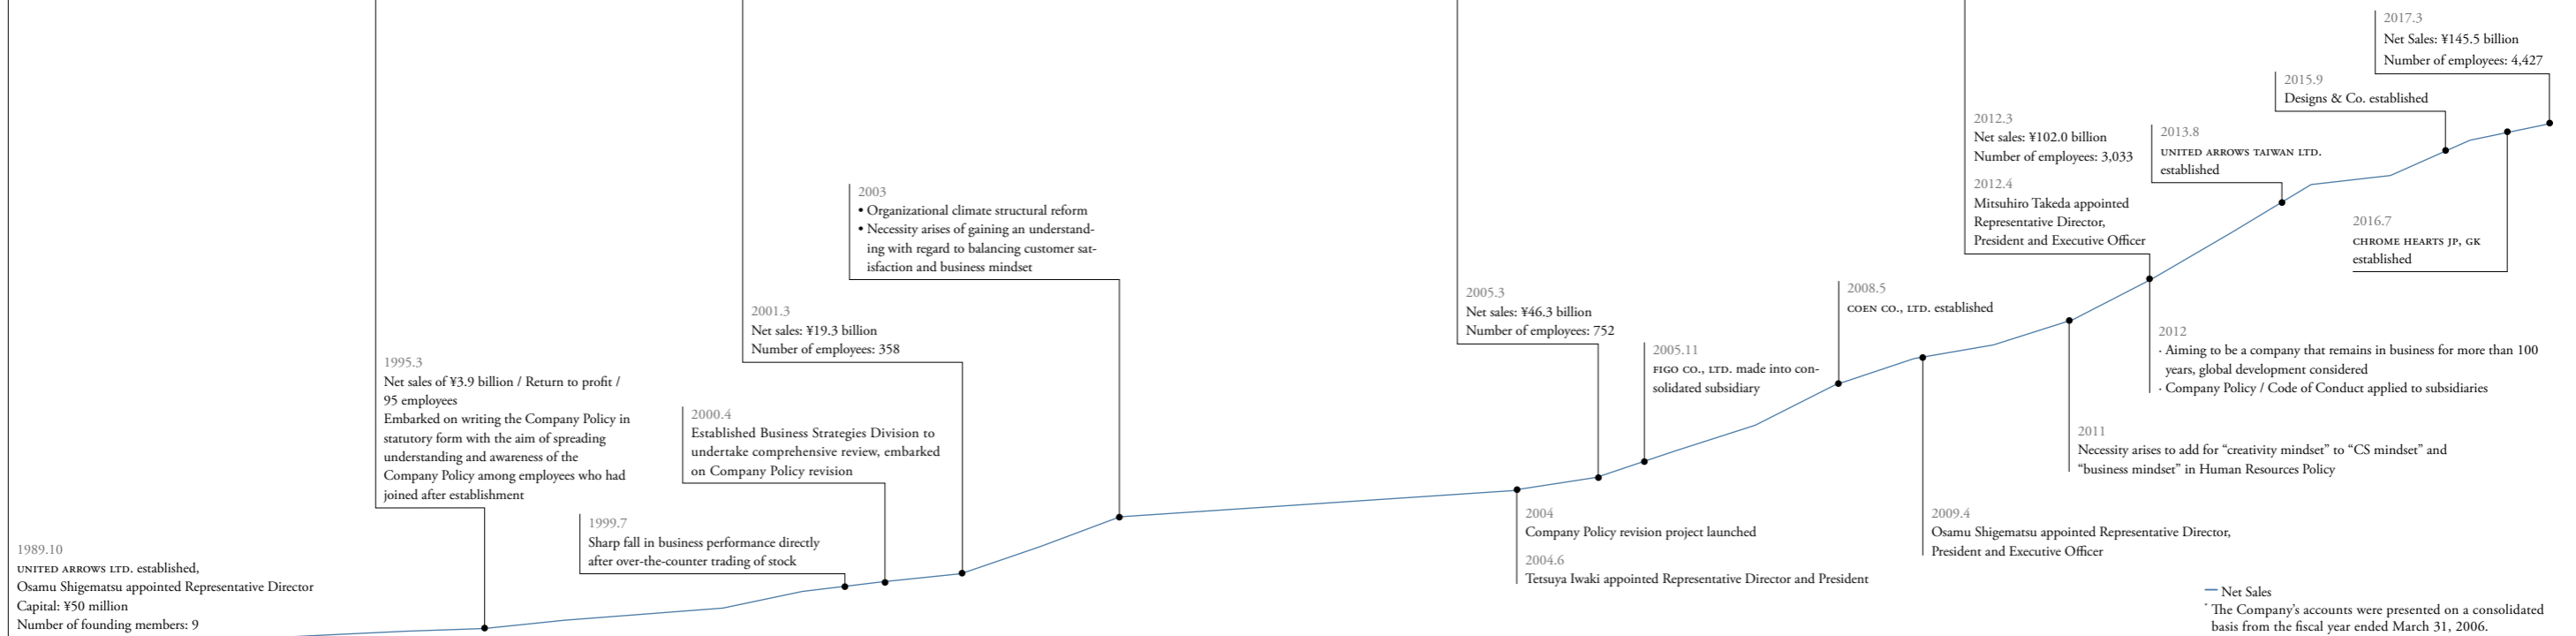 1989.10
UNITED ARROWS LTD. established,
Osamu Shigematsu appointed Representative Director
Capital: ¥50 million
Number of founding members: 9
1995.3
Net sales of ¥3.9 billion / Return to profit /
95 employees
Embarked on writing the Company Policy in
statutory form with the aim of spreading
understanding and awareness of the
Company Policy among employees who had
joined after establishment
1999.7
Sharp fall in business performance directly
after over-the-counter trading of stock
2000.4
Established Business Strategies Division to
undertake comprehensive review, embarked
on Company Policy revision
2001.3
Net sales: ¥19.3 billion
Number of employees: 358
2003
• Organizational climate structural reform
• Necessity arises of gaining an understand-
ing with regard to balancing customer sat-
isfaction and business mindset
2004
Company Policy revision project launched
2004.6
Tetsuya Iwaki appointed Representative Director and President
2005.3
Net sales: ¥46.3 billion
Number of employees: 752
2005.11
FIGO CO., LTD. made into con-
solidated subsidiary
2008.5
COEN CO., LTD. established
2009.4
Osamu Shigematsu appointed Representative Director,
President and Executive Officer
2011
Necessity arises to add for “creativity mindset” to “CS mindset” and
“business mindset” in Human Resources Policy
2012.3
Net sales: ¥102.0 billion
Number of employees: 3,033
2012.4
Mitsuhiro Takeda appointed
Representative Director,
President and Executive Officer
2012
· Aiming to be a company that remains in business for more than 100
years, global development considered
· Company Policy / Code of Conduct applied to subsidiaries
2013.8
UNITED ARROWS TAIWAN LTD.
established
2015.9
Designs & Co. established
2016.7
CHROME HEARTS JP, GK
established
2017.3
Net Sales: ¥145.5 billion
Number of employees: 4,427
Net Sales
* The Company’s accounts were presented on a consolidated
basis from the fiscal year ended March 31, 2006.